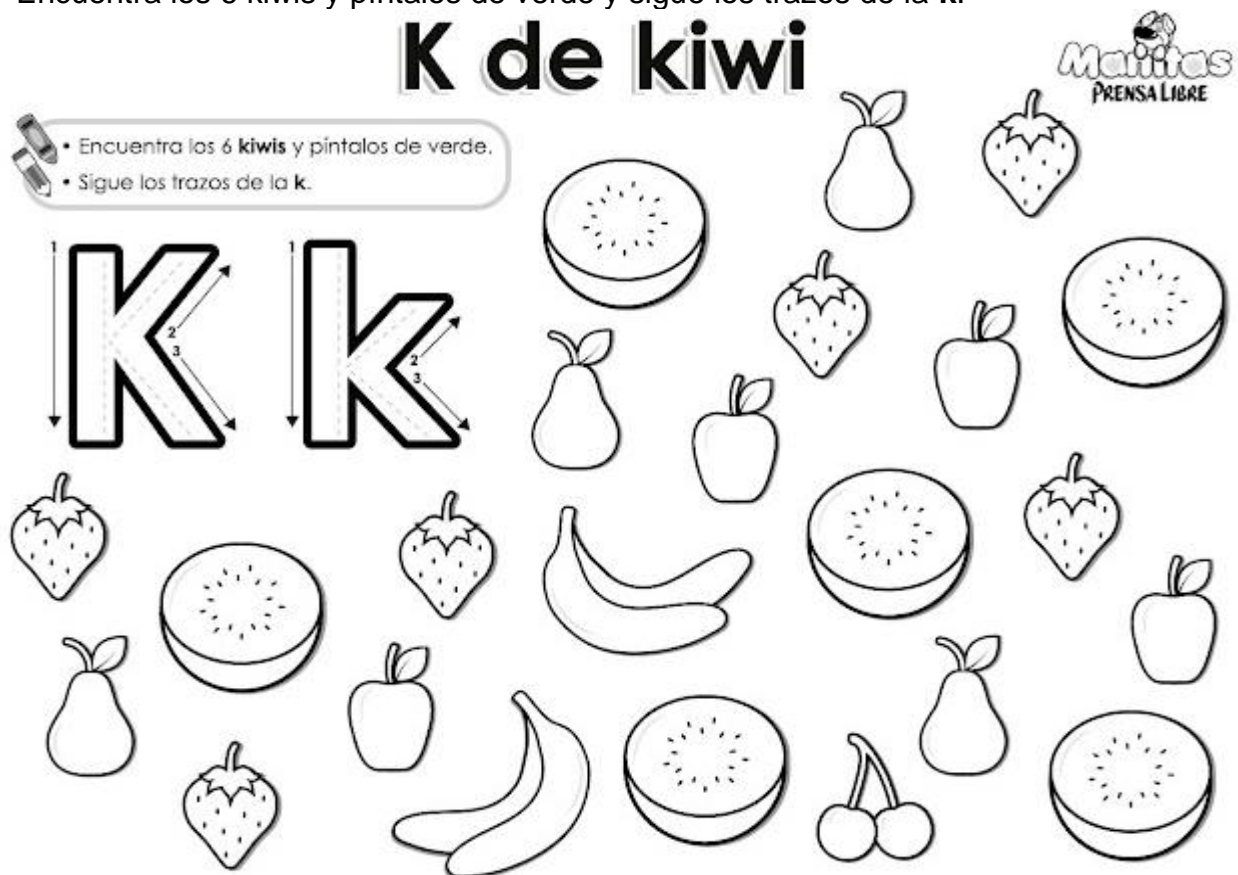 Encuentra los 6 kiwis y píntalos de verde y sigue los trazos de la k.
K de kiwi
Manitas
PRENSA LIBRE
• Encuentra los 6 kiwis y píntalos de verde.
• Sigue los trazos de la k.
1 1
K k
2 2
3 3